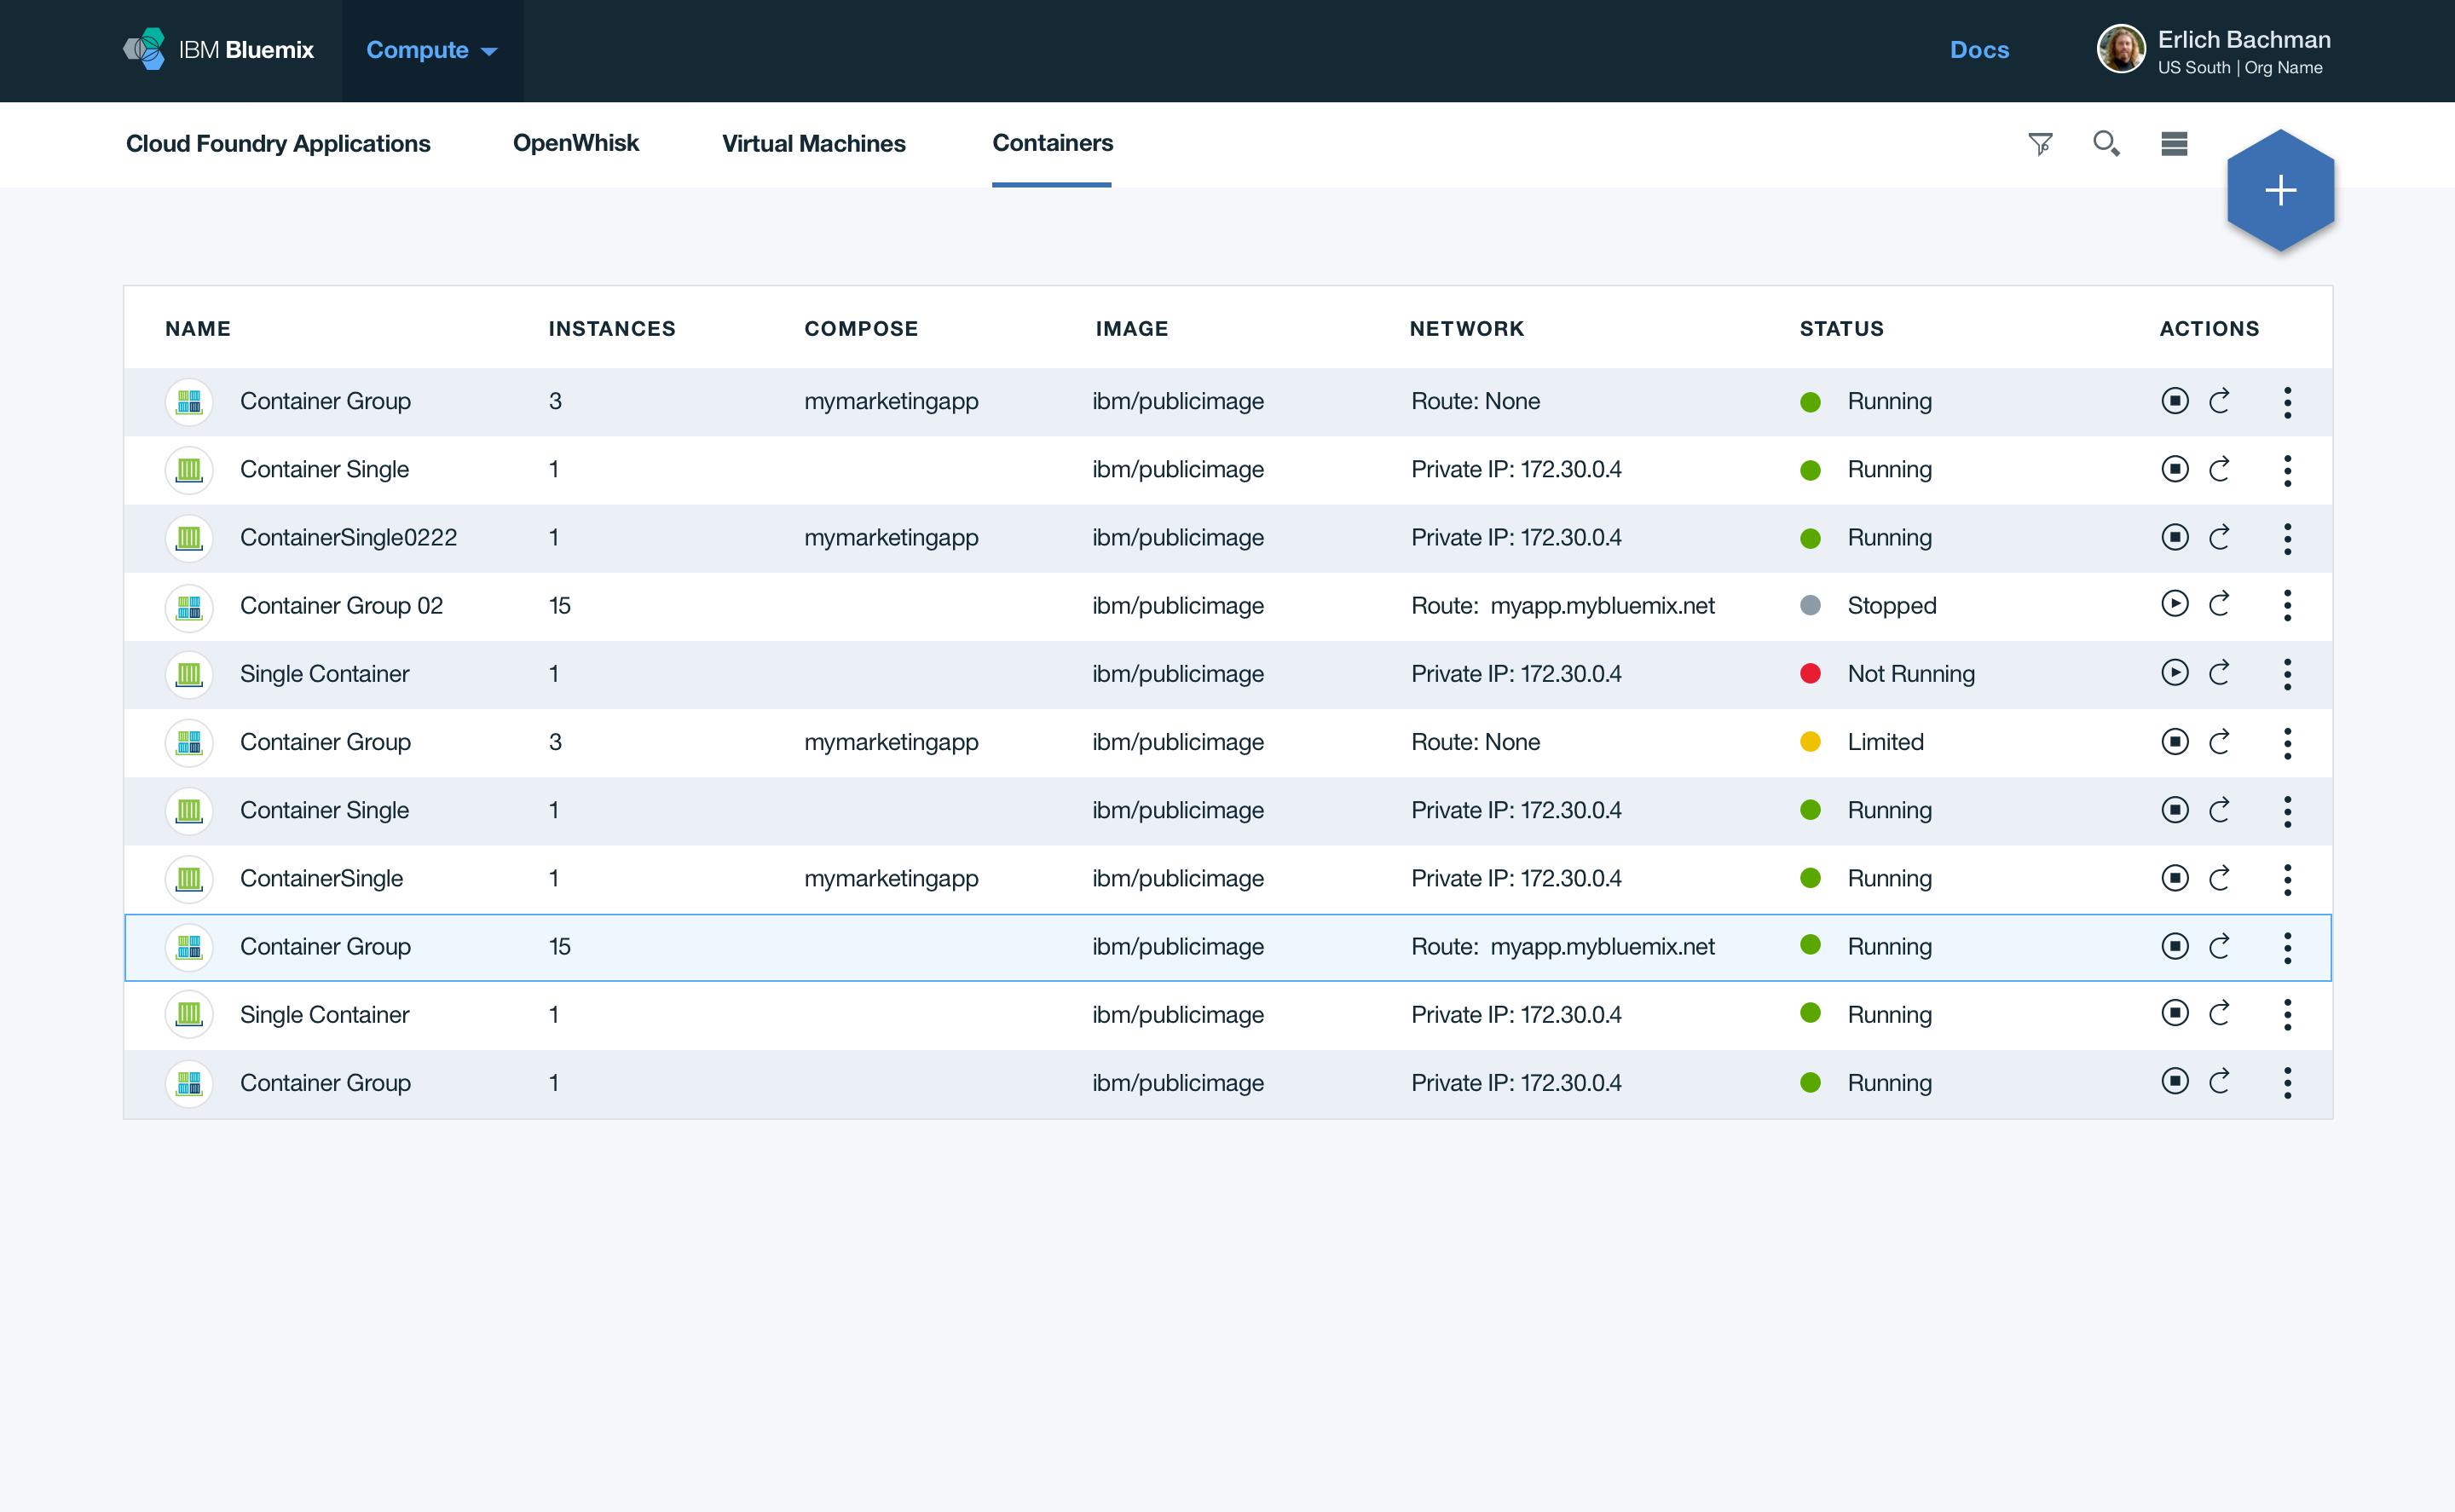 IBM Bluemix Compute Docs Erlich Bachman
US South | Org Name
Cloud Foundry Applications OpenWhisk Virtual Machines Containers
NAME INSTANCES COMPOSE IMAGE NETWORK STATUS ACTIONS
Container Group 3 mymarketingapp ibm/publicimage Route: None Running
Container Single 1 ibm/publicimage Private IP: 172.30.0.4 Running
ContainerSingle0222 1 mymarketingapp ibm/publicimage Private IP: 172.30.0.4 Running
Container Group 02 15 ibm/publicimage Route: myapp.mybluemix.net Stopped
Single Container 1 ibm/publicimage Private IP: 172.30.0.4 Not Running
Container Group 3 mymarketingapp ibm/publicimage Route: None Limited
Container Single 1 ibm/publicimage Private IP: 172.30.0.4 Running
ContainerSingle 1 mymarketingapp ibm/publicimage Private IP: 172.30.0.4 Running
Container Group 15 ibm/publicimage Route: myapp.mybluemix.net Running
Single Container 1 ibm/publicimage Private IP: 172.30.0.4 Running
Container Group 1 ibm/publicimage Private IP: 172.30.0.4 Running